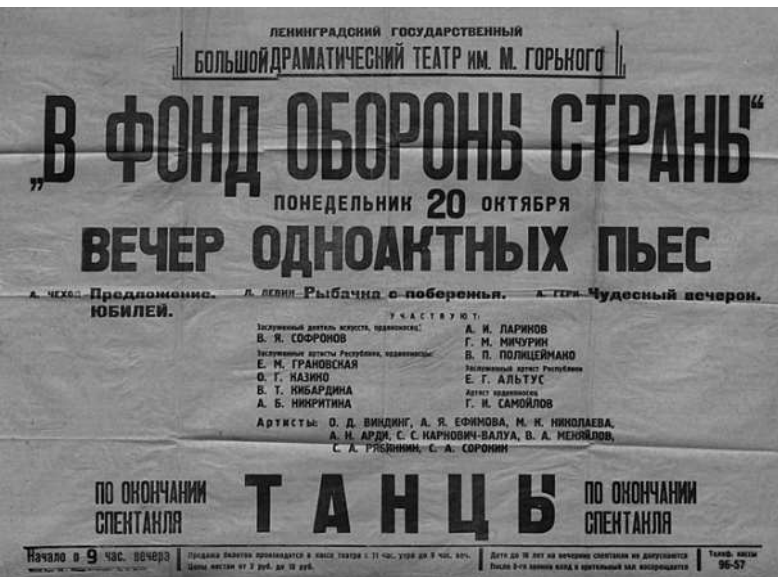 ЛЕНИНГРАДСКИЙ ГОСУДАРСТВЕННЫЙ
БОЛЬШОЙ ДРАМАТИЧЕСКИЙ ТЕАТР ИМ. М. ГОРЬКОГО
„В ФОНД ОБОРОНЫ СТРАНЫ“
ПОНЕДЕЛЬНИК 20 ОКТЯБРЯ
ВЕЧЕР ОДНОАКТНЫХ ПЬЕС
А. ЧЕХОВ Предложение. Л. ЛЕВИН Рыбачка с побережья. А. ГЕРИ Чудесный вечерок.
ЮБИЛЕЙ.
УЧАСТВУЮТ:
Заслуженный деятель искусств, орденоносец:
В. Я. СОФРОНОВ
Заслуженные артисты Республики, орденоносцы:
Е. М. ГРАНОВСКАЯ
О. Г. КАЗИКО
В. Т. КИБАРДИНА
А. Б. НИКРИТИНА
А. И. ЛАРИКОВ
Г. М. МИЧУРИН
В. П. ПОЛИЦЕЙМАКО
Заслуженный артист Республики
Е. Г. АЛЬТУС
Артист орденоносец
Г. И. САМОЙЛОВ
Артисты: О. Д. ВИНДИНГ, А. Я. ЕФИМОВА, М. К. НИКОЛАЕВА,
А. Н. АРДИ, С. С. КАРНОВИЧ-ВАЛУА, В. А. МЕНЯЙЛОВ,
С. А. РЯБИНКИН, С. А. СОРОКИН
ПО ОКОНЧАНИИ
СПЕКТАКЛЯ
ТАНЦЫ
ПО ОКОНЧАНИИ
СПЕКТАКЛЯ
Начало в 9 час. вечера
Продажа билетов производится в кассе театра с 11 час. утра до 9 час. веч.
Цены местам от 2 руб. до 10 руб.
Дети до 16 лет на вечерние спектакли не допускаются
После 3-го звонка вход в зрительный зал воспрещается
Телеф. кассы
96-57